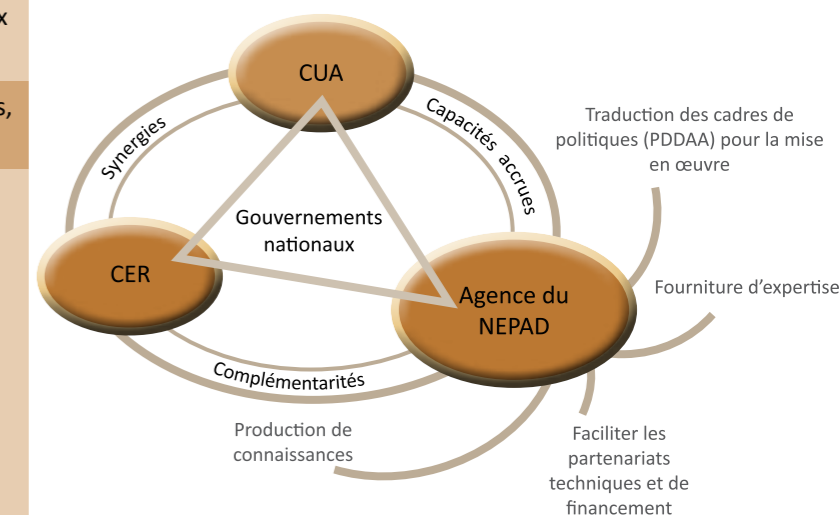 x
s,
CUA
Synergies
Capacités accrues
Traduction des cadres de
politiques (PDDAA) pour la mise
en œuvre
Gouvernements
nationaux
CER
Agence du
NEPAD
Fourniture d’expertise
Complémentarités
Production de
connaissances
Faciliter les
partenariats
techniques et de
financement